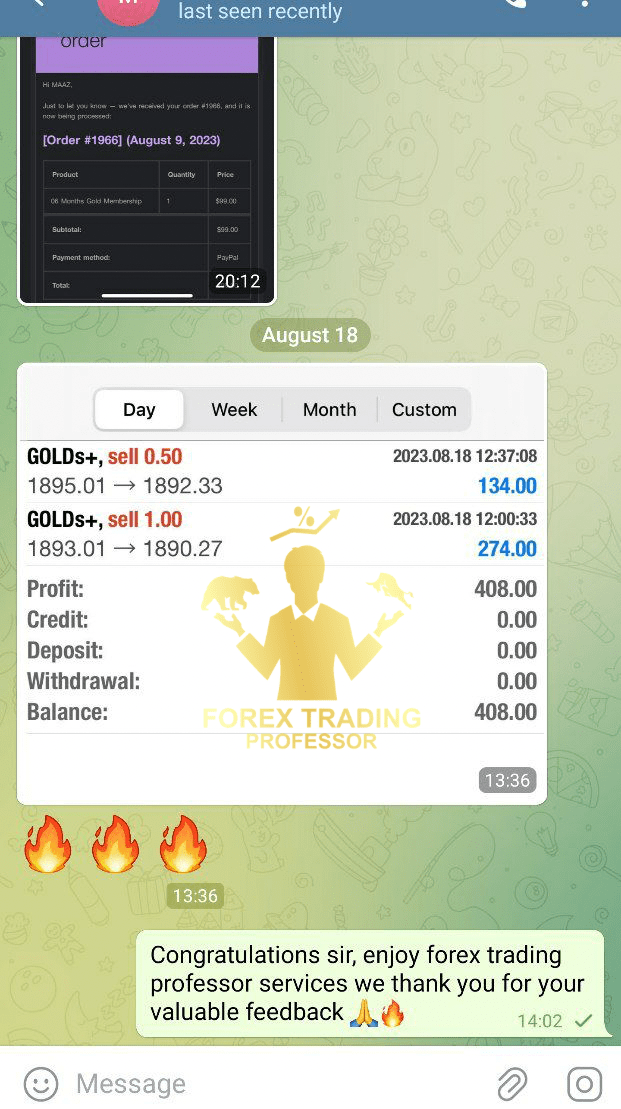 last seen recently
order
Hi MAAZ,
Just to let you know — we've received your order #1966, and it is
now being processed:
[Order #1966] (August 9, 2023)
Product Quantity Price
06 Months Gold Membership 1 $99.00
Subtotal: $99.00
Payment method: PayPal
Total:
20:12
August 18
Day Week Month Custom
GOLDs+, sell 0.50 2023.08.18 12:37:08
1895.01 → 1892.33 134.00
GOLDs+, sell 1.00 2023.08.18 12:00:33
1893.01 → 1890.27 274.00
Profit: 408.00
Credit: 0.00
Deposit: 0.00
Withdrawal: 0.00
Balance: 408.00
FOREX TRADING
PROFESSOR
13:36
🔥 🔥 🔥
13:36
Congratulations sir, enjoy forex trading
professor services we thank you for your
valuable feedback 🙏🔥
14:02
Message